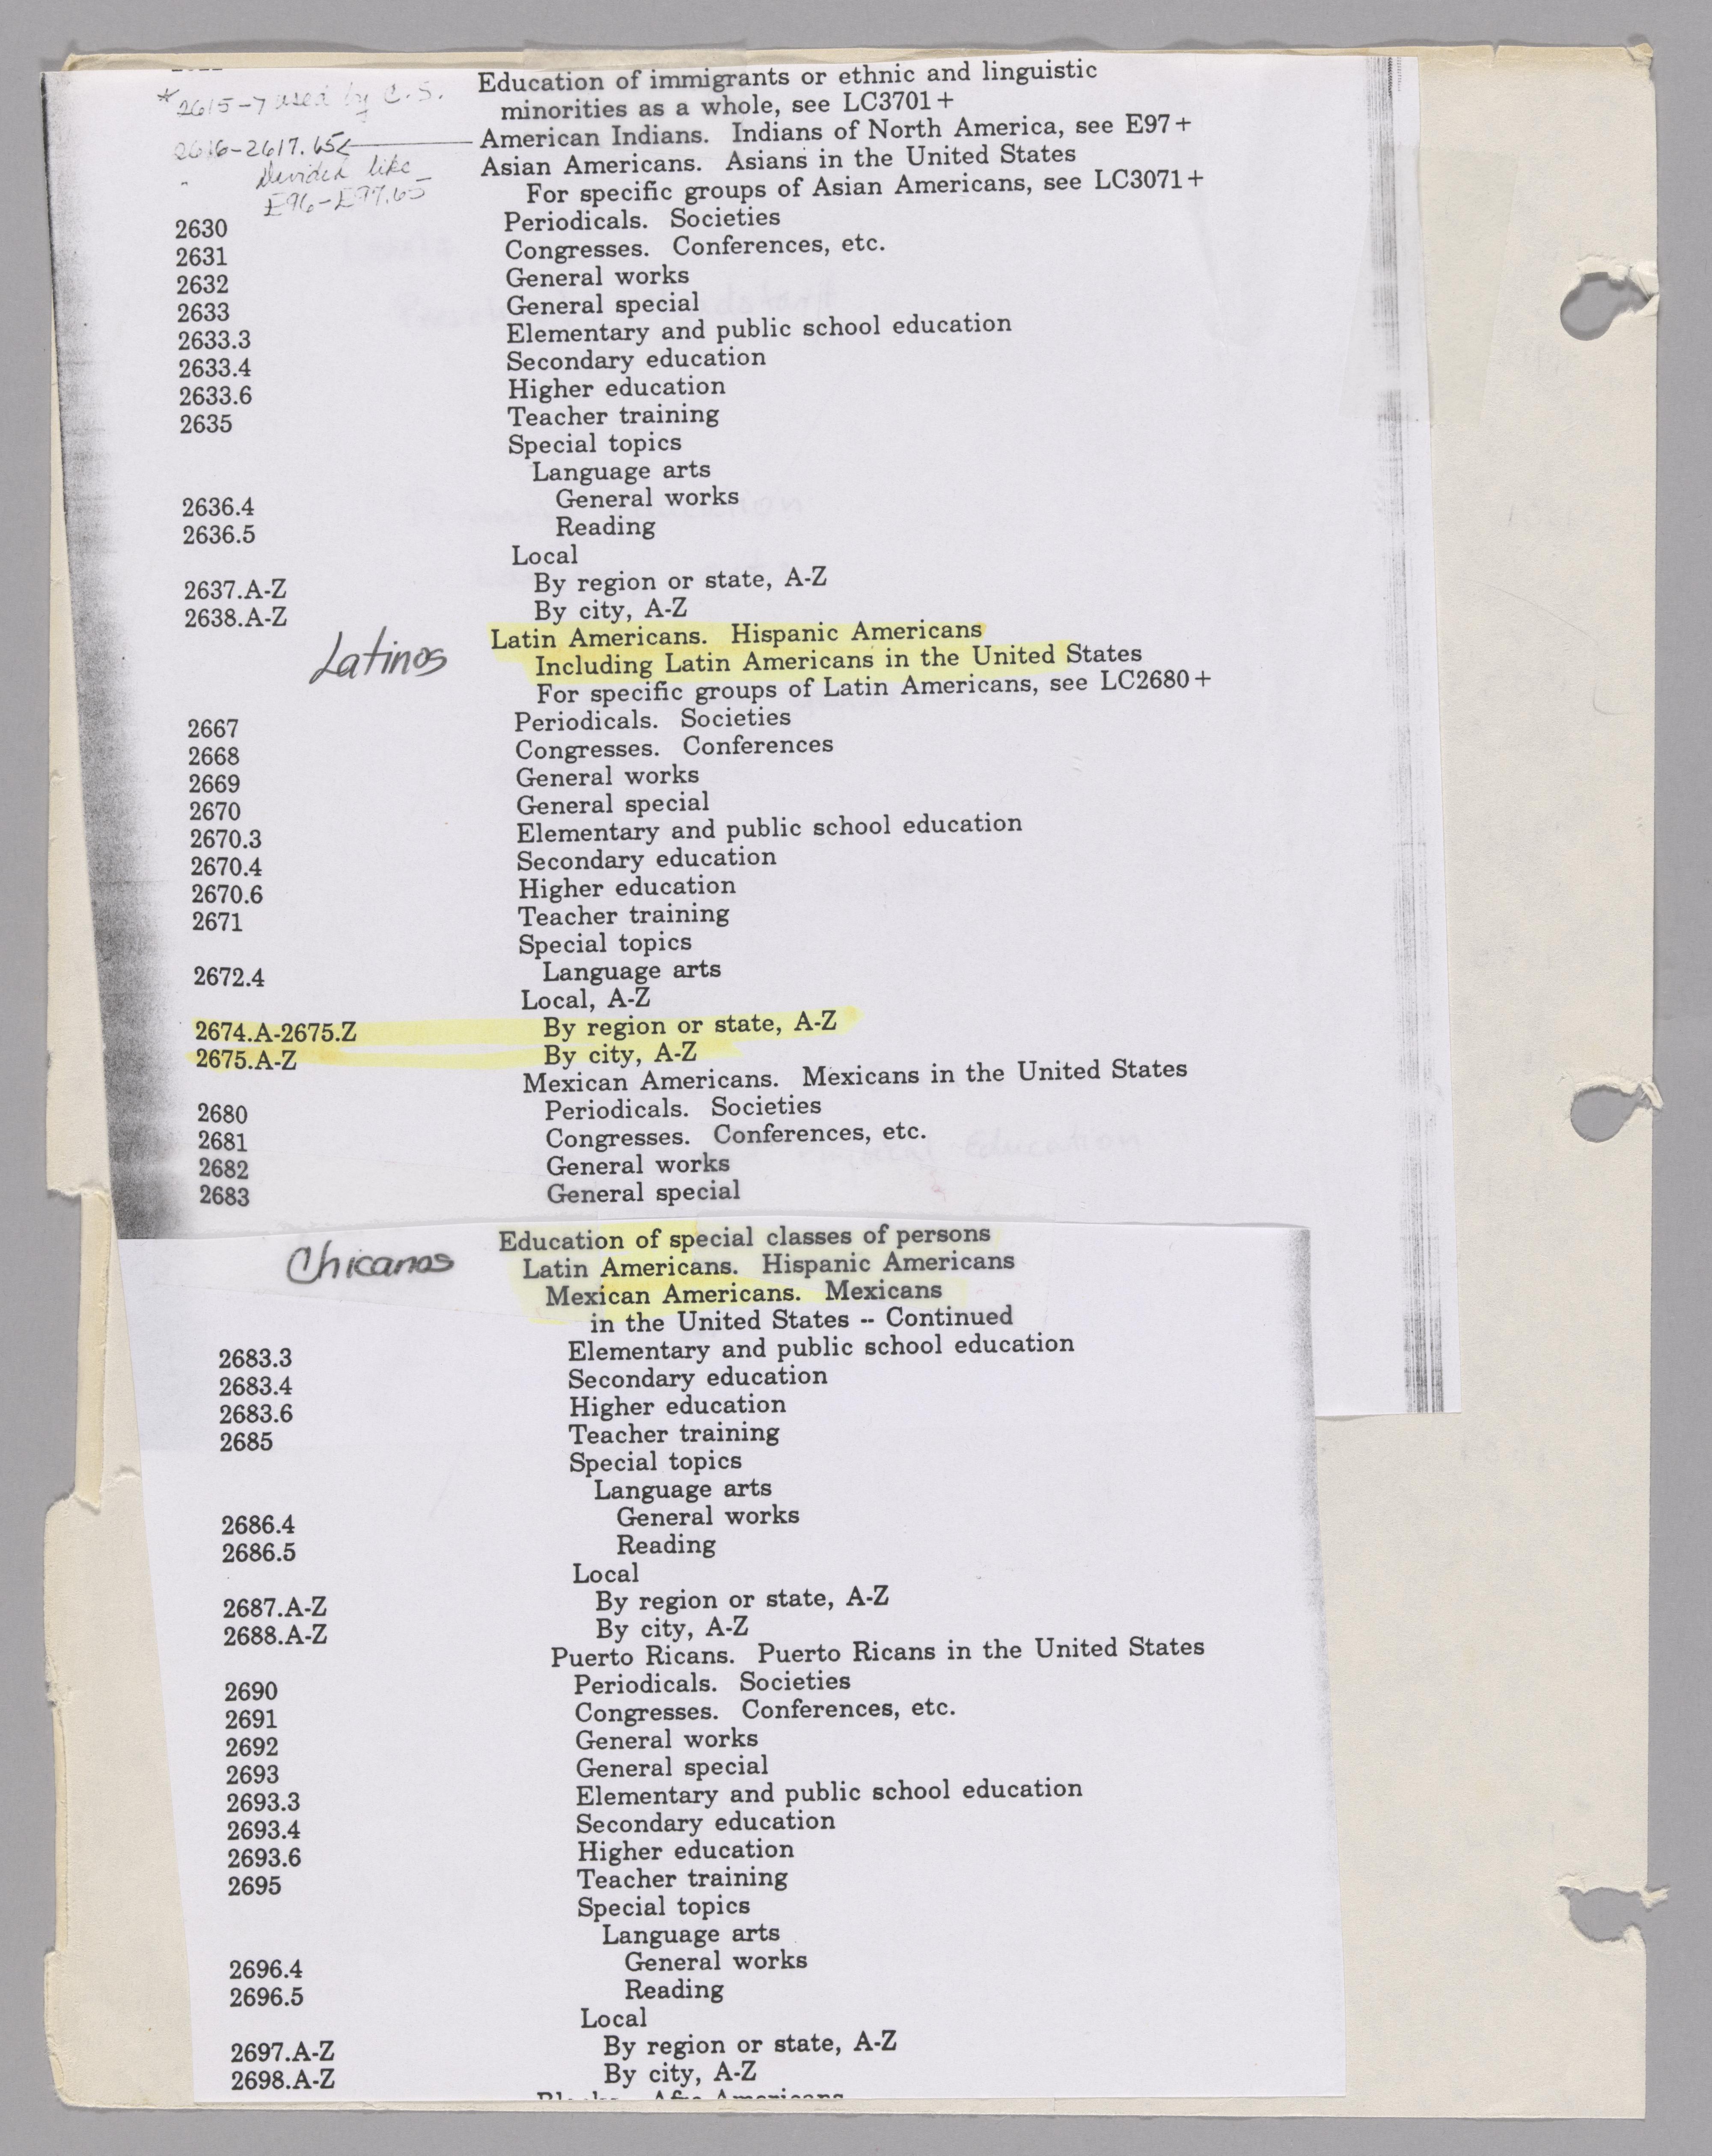 * 2615-7 used by C.S.
Education of immigrants or ethnic and linguistic
minorities as a whole, see LC3701+
2616-2617.65 American Indians. Indians of North America, see E97+
Divided like
E96-E97.65
Asian Americans. Asians in the United States
For specific groups of Asian Americans, see LC3071+
2630 Periodicals. Societies
2631 Congresses. Conferences, etc.
2632 General works
2633 General special
2633.3 Elementary and public school education
2633.4 Secondary education
2633.6 Higher education
2635 Teacher training
Special topics
Language arts
2636.4 General works
2636.5 Reading
Local
2637.A-Z By region or state, A-Z
2638.A-Z By city, A-Z
Latinos Latin Americans. Hispanic Americans
Including Latin Americans in the United States
For specific groups of Latin Americans, see LC2680+
2667 Periodicals. Societies
2668 Congresses. Conferences
2669 General works
2670 General special
2670.3 Elementary and public school education
2670.4 Secondary education
2670.6 Higher education
2671 Teacher training
Special topics
2672.4 Language arts
Local, A-Z
2674.A-2675.Z By region or state, A-Z
2675.A-Z By city, A-Z
Mexican Americans. Mexicans in the United States
2680 Periodicals. Societies
2681 Congresses. Conferences, etc.
2682 General works
2683 General special
Chicanos Education of special classes of persons
Latin Americans. Hispanic Americans
Mexican Americans. Mexicans
in the United States -- Continued
2683.3 Elementary and public school education
2683.4 Secondary education
2683.6 Higher education
2685 Teacher training
Special topics
Language arts
2686.4 General works
2686.5 Reading
Local
2687.A-Z By region or state, A-Z
2688.A-Z By city, A-Z
Puerto Ricans. Puerto Ricans in the United States
2690 Periodicals. Societies
2691 Congresses. Conferences, etc.
2692 General works
2693 General special
2693.3 Elementary and public school education
2693.4 Secondary education
2693.6 Higher education
2695 Teacher training
Special topics
Language arts
2696.4 General works
2696.5 Reading
Local
2697.A-Z By region or state, A-Z
2698.A-Z By city, A-Z